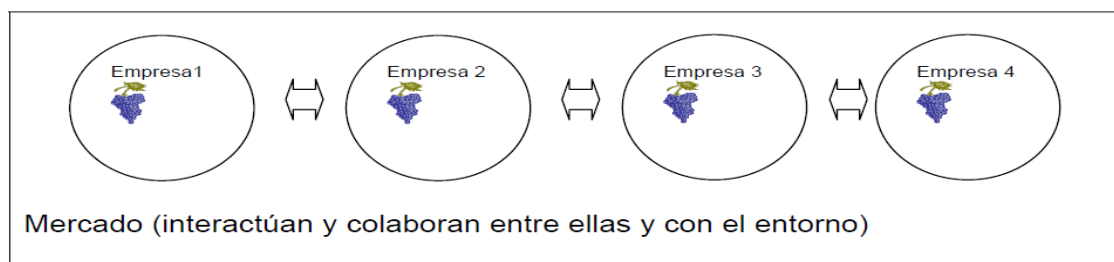 Empresa1
Empresa 2
Empresa 3
Empresa 4
Mercado (interactúan y colaboran entre ellas y con el entorno)